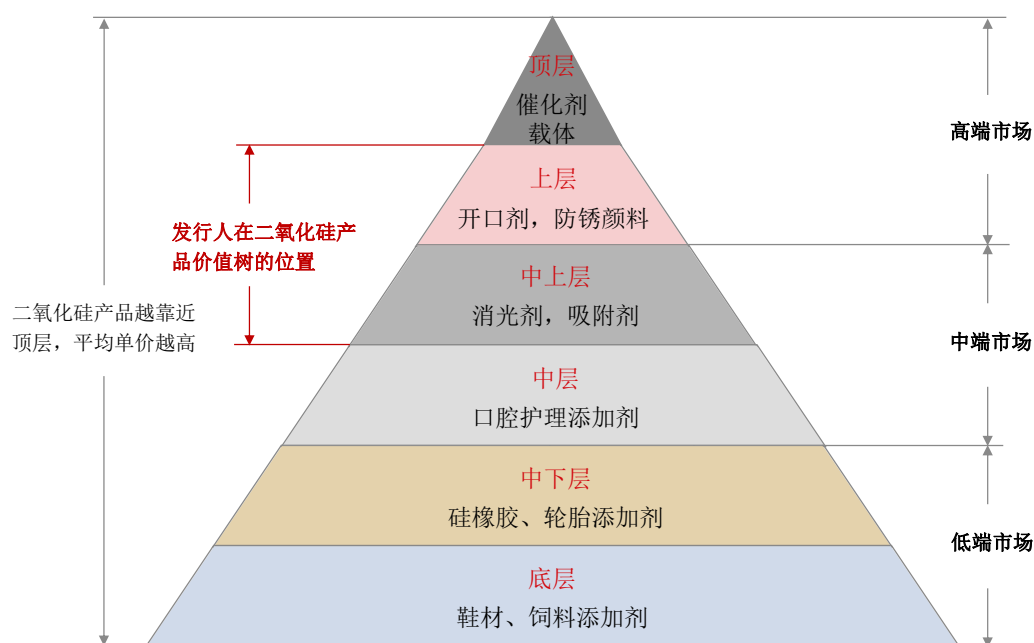 顶层
催化剂
载体
高端市场
上层
开口剂，防锈颜料
发行人在二氧化硅产
品价值树的位置
中上层
消光剂，吸附剂
二氧化硅产品越靠近
顶层，平均单价越高
中端市场
中层
口腔护理添加剂
中下层
硅橡胶、轮胎添加剂
低端市场
底层
鞋材、饲料添加剂